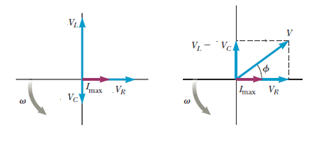 V_L
I_max V_R
V_C
ω
V_L − V_C
V
ϕ
I_max V_R
ω